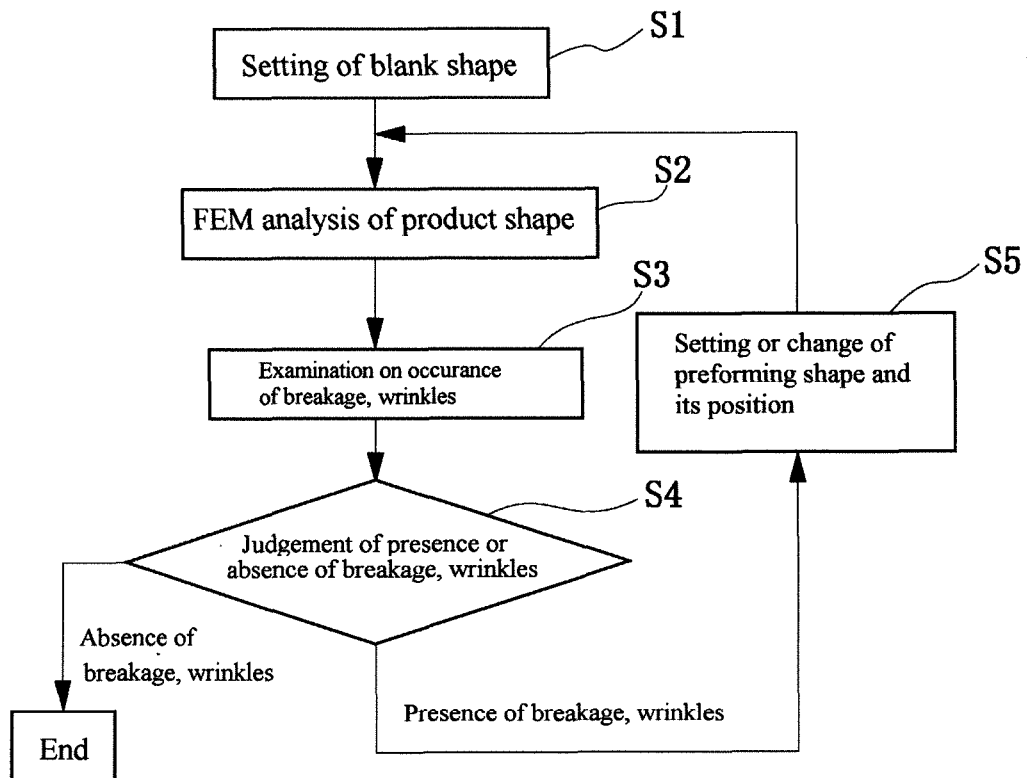 S1
Setting of blank shape
S2
FEM analysis of product shape
S3
S5
Examination on occurance
of breakage, wrinkles
Setting or change of
preforming shape and
its position
S4
Judgement of presence or
absence of breakage, wrinkles
Absence of
breakage, wrinkles
Presence of breakage, wrinkles
End